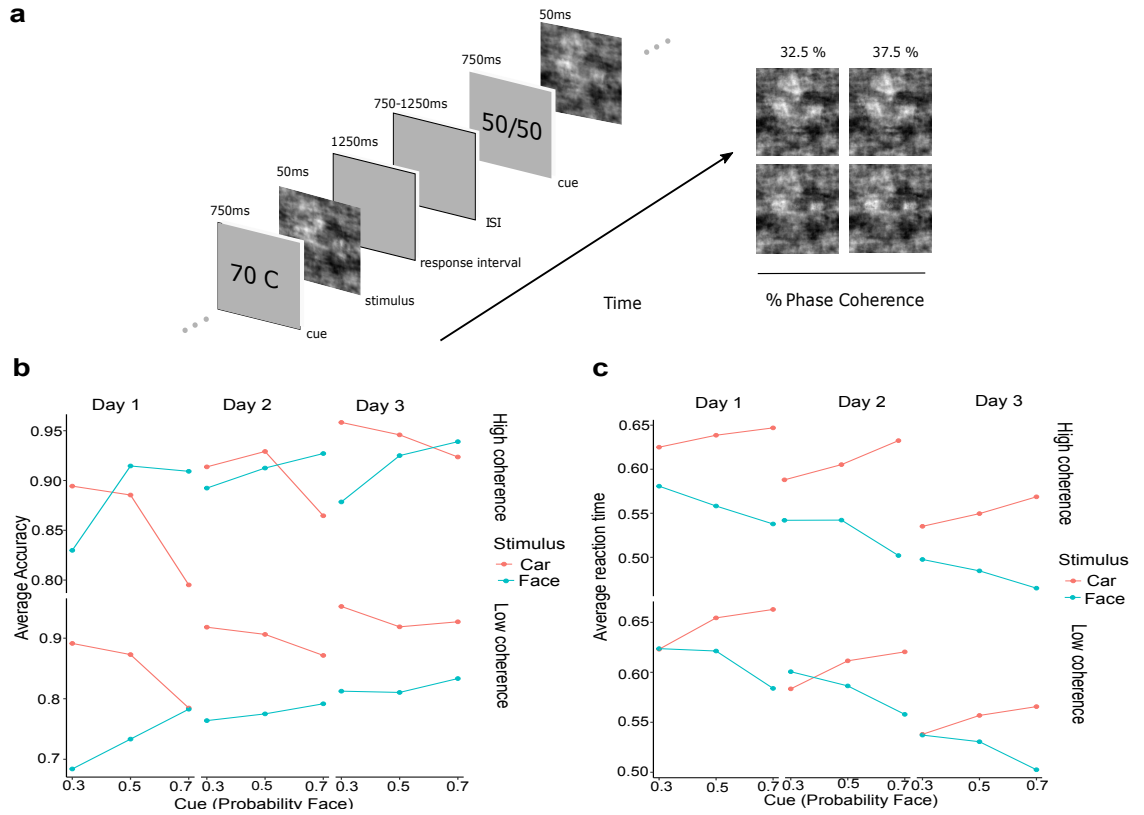 a
50ms
750ms
50/50
cue
750-1250ms
ISI
1250ms
response interval
50ms
stimulus
750ms
70 C
cue
Time
32.5 %
37.5 %
% Phase Coherence
b
Day 1
Day 2
Day 3
High coherence
Low coherence
Average Accuracy
0.95
0.90
0.85
0.80
0.9
0.8
0.7
0.3
0.5
0.7
0.3
0.5
0.7
0.3
0.5
0.7
Cue (Probability Face)
Stimulus
Car
Face
c
Day 1
Day 2
Day 3
High coherence
Low coherence
Average reaction time
0.65
0.60
0.55
0.50
0.65
0.60
0.55
0.50
0.3
0.5
0.7
0.3
0.5
0.7
0.3
0.5
0.7
Cue (Probability Face)
Stimulus
Car
Face